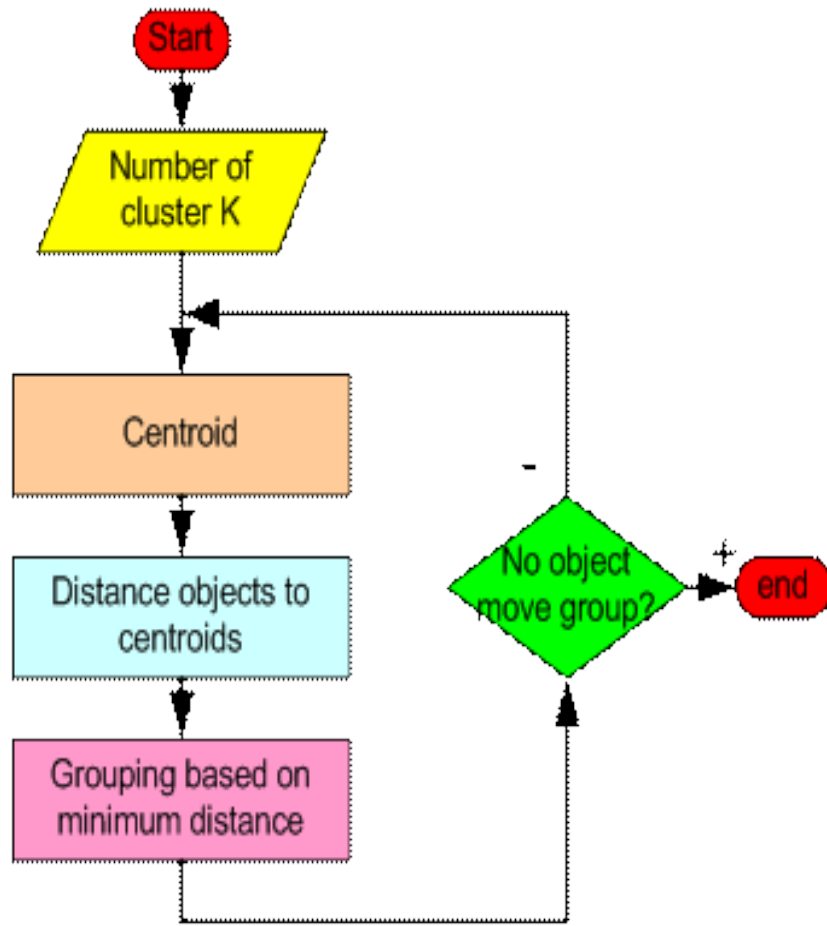 Start
Number of
cluster K
Centroid
Distance objects to
centroids
Grouping based on
minimum distance
-
No object
move group?
+
end